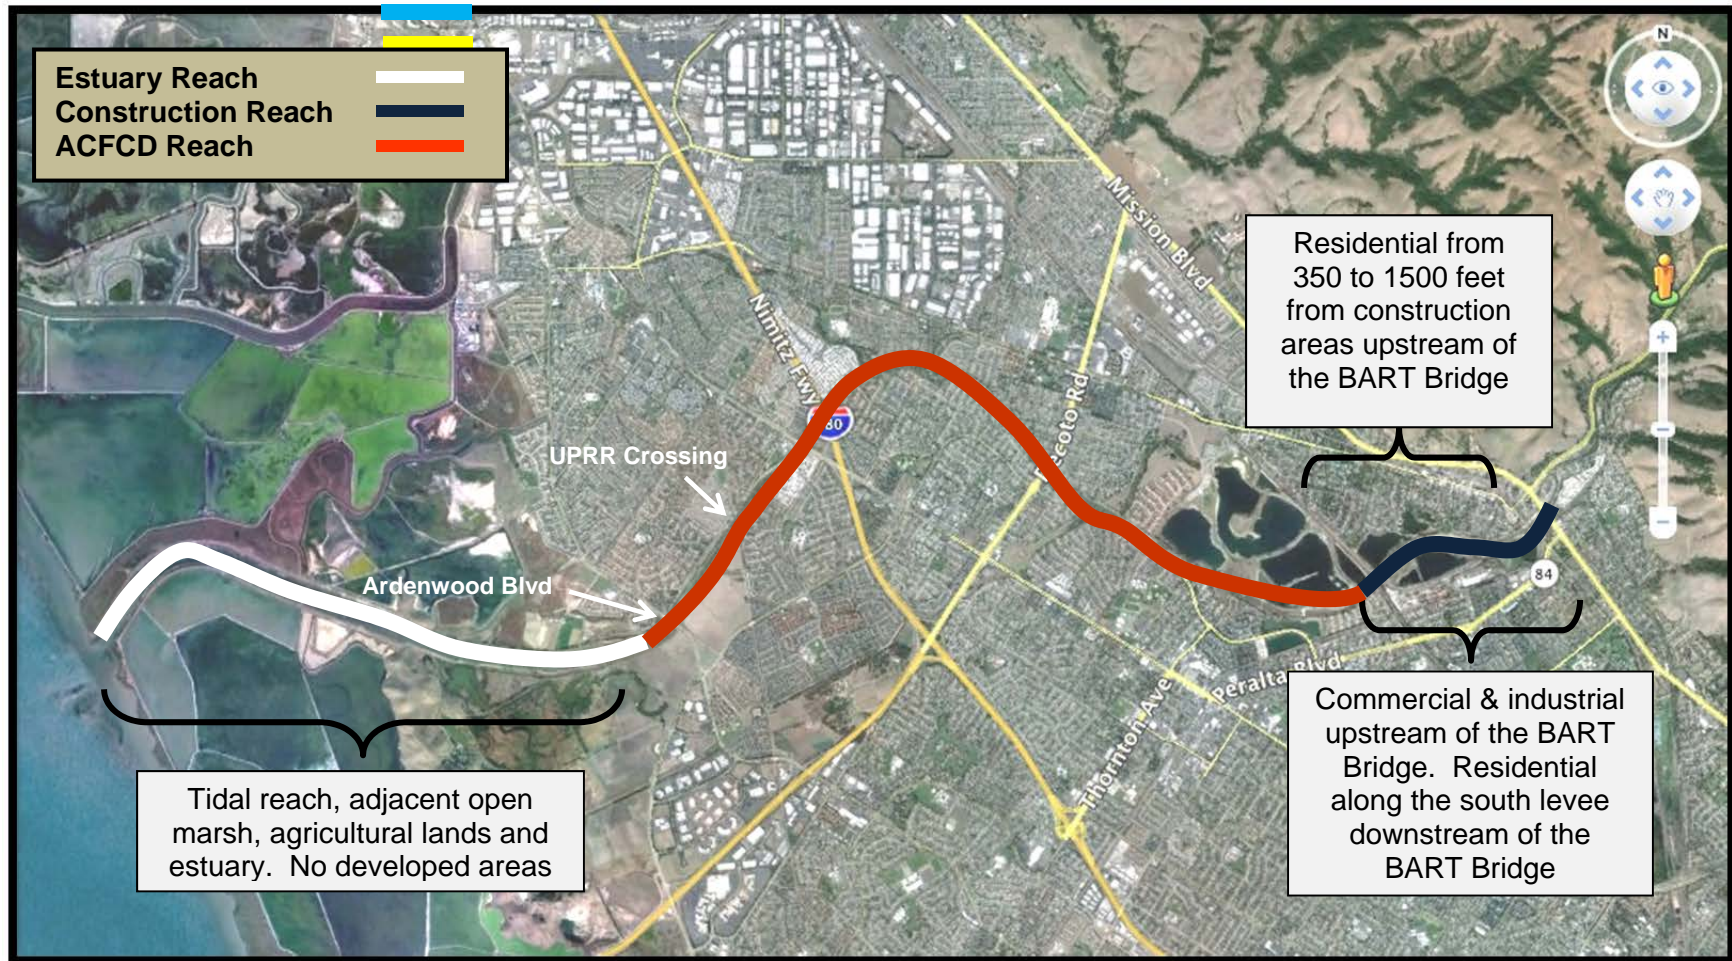 Estuary Reach
Construction Reach
ACFCD Reach
N
Mission Blvd
Residential from
350 to 1500 feet
from construction
areas upstream of
the BART Bridge
Nimitz Fwy
80
UPRR Crossing
Ardenwood Blvd
84
Peralta Blvd
Thornton Ave
Tidal reach, adjacent open
marsh, agricultural lands and
estuary. No developed areas
Commercial & industrial
upstream of the BART
Bridge. Residential
along the south levee
downstream of the
BART Bridge